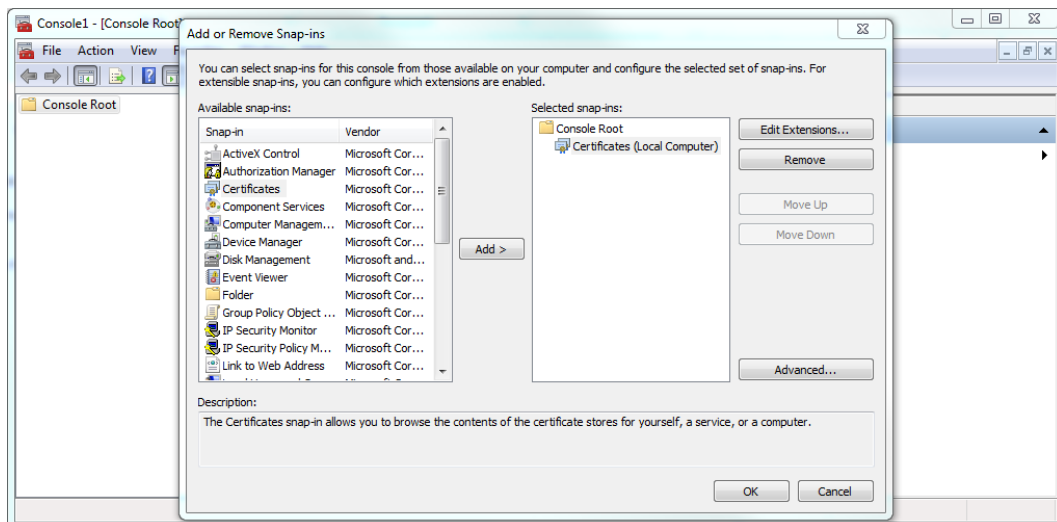 Console1 - [Console Root]
Add or Remove Snap-ins
File Action View
You can select snap-ins for this console from those available on your computer and configure the selected set of snap-ins. For
extensible snap-ins, you can configure which extensions are enabled.
Console Root
Available snap-ins:
Snap-in Vendor
ActiveX Control Microsoft Cor...
Authorization Manager Microsoft Cor...
Certificates Microsoft Cor...
Component Services Microsoft Cor...
Computer Managem... Microsoft Cor...
Device Manager Microsoft Cor...
Disk Management Microsoft and...
Event Viewer Microsoft Cor...
Folder Microsoft Cor...
Group Policy Object ... Microsoft Cor...
IP Security Monitor Microsoft Cor...
IP Security Policy M... Microsoft Cor...
Link to Web Address Microsoft Cor...
Add >
Selected snap-ins:
Console Root
Certificates (Local Computer)
Edit Extensions...
Remove
Move Up
Move Down
Advanced...
Description:
The Certificates snap-in allows you to browse the contents of the certificate stores for yourself, a service, or a computer.
OK Cancel